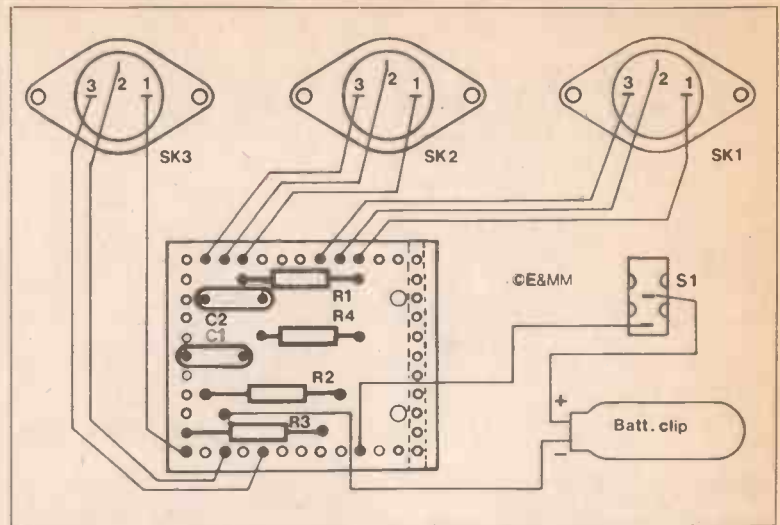 3 2 1
SK3
3 2 1
SK2
3 2 1
SK1
©E&MM
S1
R1
C2
R4
C1
R2
R3
+
Batt. clip
−